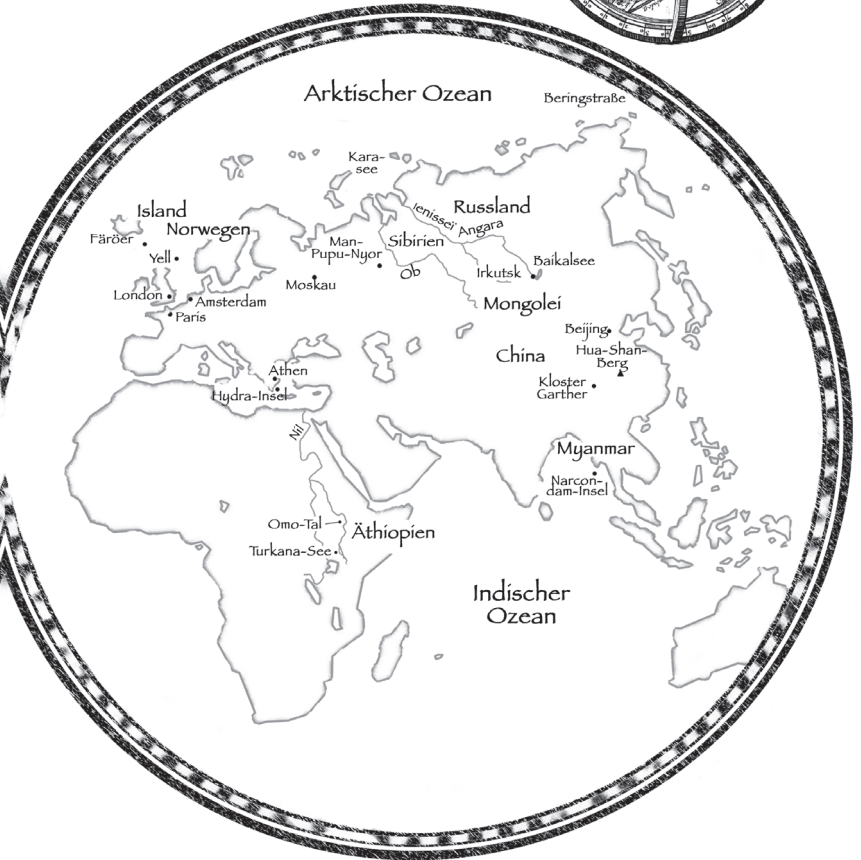 Arktischer Ozean
Beringstraße
Kara-
see
Island
Norwegen
Färöer
Yell
Russland
Ienisseï
Angara
Sibirien
Man-
Pupu-Nyor
Ob
Baikalsee
Irkutsk
Moskau
London
Amsterdam
Paris
Mongolei
Beijing
China
Hua-Shan-
Berg
Kloster
Garther
Athen
Hydra-Insel
Nil
Myanmar
Narcon-
dam-Insel
Omo-Tal
Äthiopien
Turkana-See
Indischer
Ozean